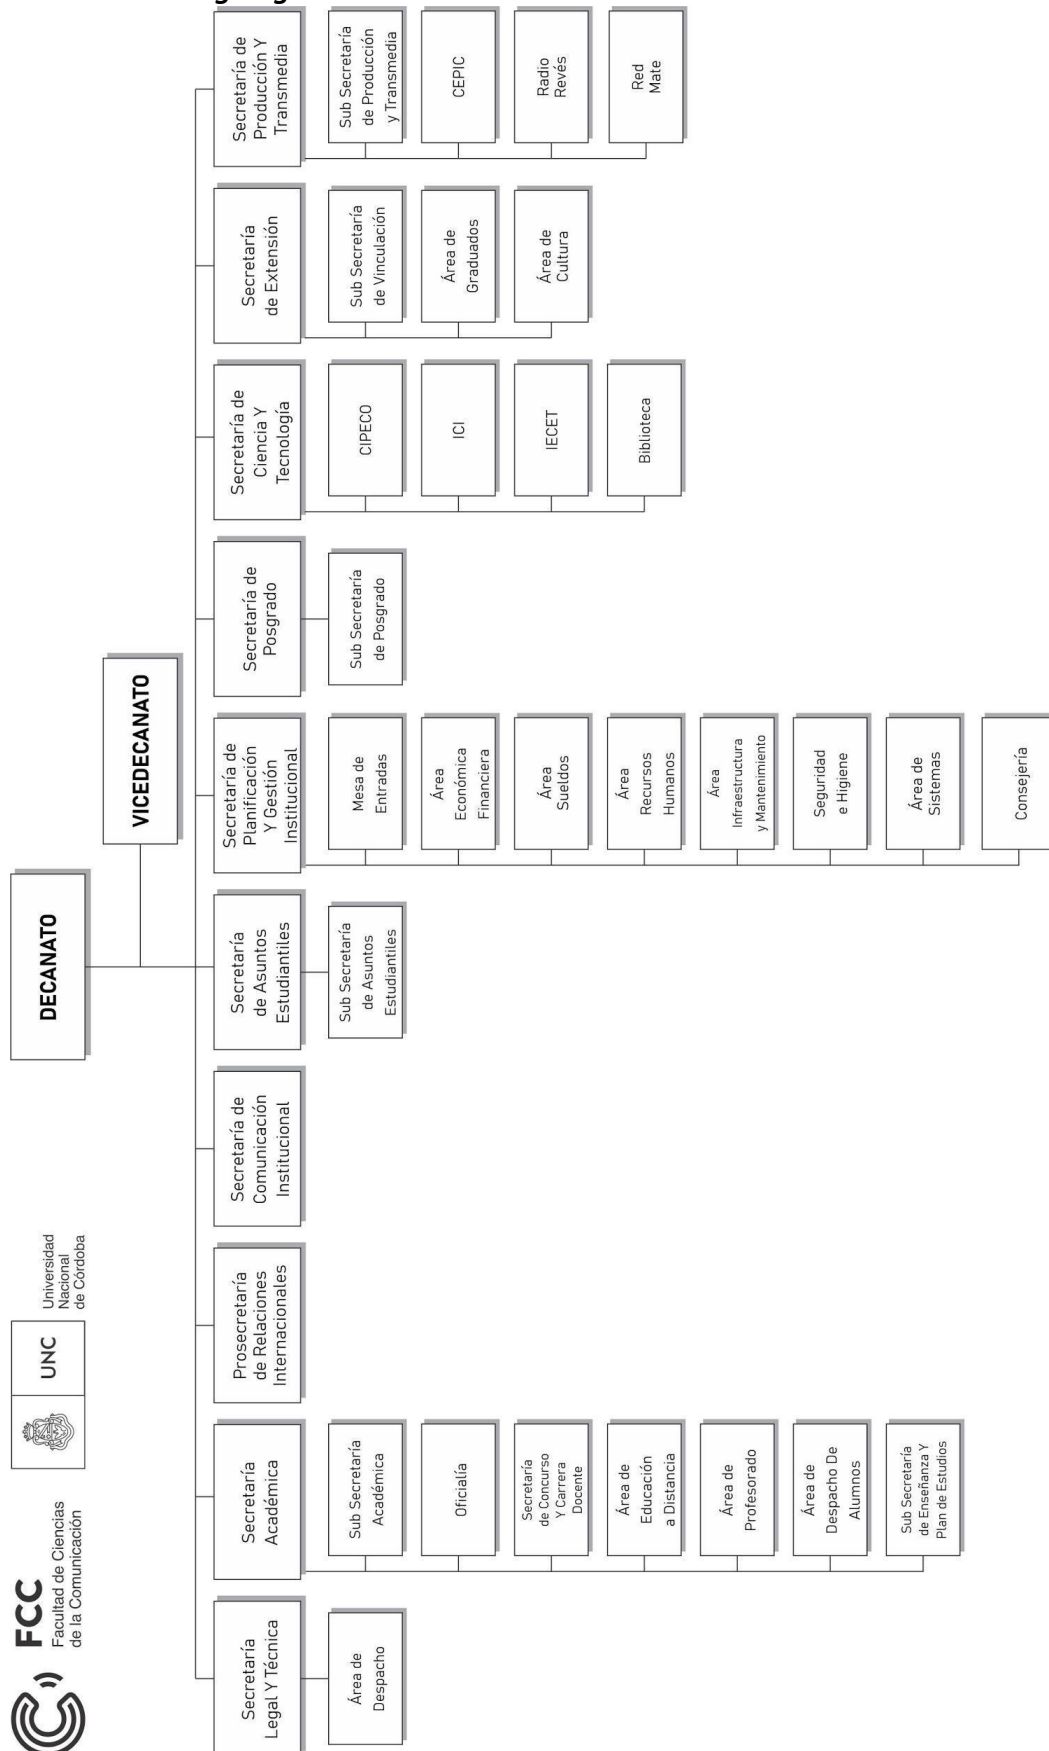 FCC
Facultad de Ciencias
de la Comunicación
UNC
Universidad
Nacional
de Córdoba
DECANATO
VICEDECANATO
Secretaría
Legal Y Técnica
Área de
Despacho
Secretaría
Académica
Sub Secretaría
Académica
Oficialía
Secretaría
de Concurso
Y Carrera
Docente
Área de
Educación
a Distancia
Área de
Profesorado
Área de
Despacho De
Alumnos
Sub Secretaría
de Enseñanza Y
Plan de Estudios
Prosecretaría
de Relaciones
Internacionales
Secretaría de
Comunicación
Institucional
Secretaría
de Asuntos
Estudiantiles
Sub Secretaría
de Asuntos
Estudiantiles
Secretaría de
Planificación
Y Gestión
Institucional
Mesa de
Entradas
Área
Económica
Financiera
Área
Sueldos
Área
Recursos
Humanos
Área
Infraestructura
y Mantenimiento
Seguridad
e Higiene
Área de
Sistemas
Consejería
Secretaría de
Posgrado
Sub Secretaría
de Posgrado
Secretaría de
Ciencia Y
Tecnología
CIPECO
ICI
IECET
Biblioteca
Secretaría
de Extensión
Sub Secretaría
de Vinculación
Área de
Graduados
Área de
Cultura
Secretaría de
Producción Y
Transmedia
Sub Secretaría
de Producción
y Transmedia
CEPIC
Radio
Revés
Red
Mate